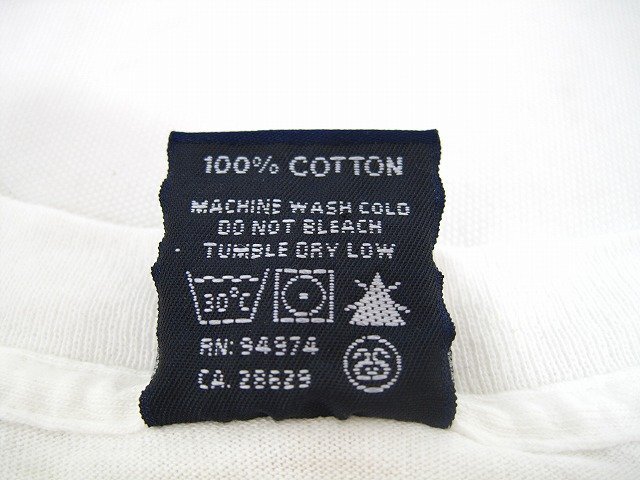 100% COTTON
MACHINE WASH COLD
DO NOT BLEACH
TUMBLE DRY LOW
30°C
RN: 94974
CA. 28629